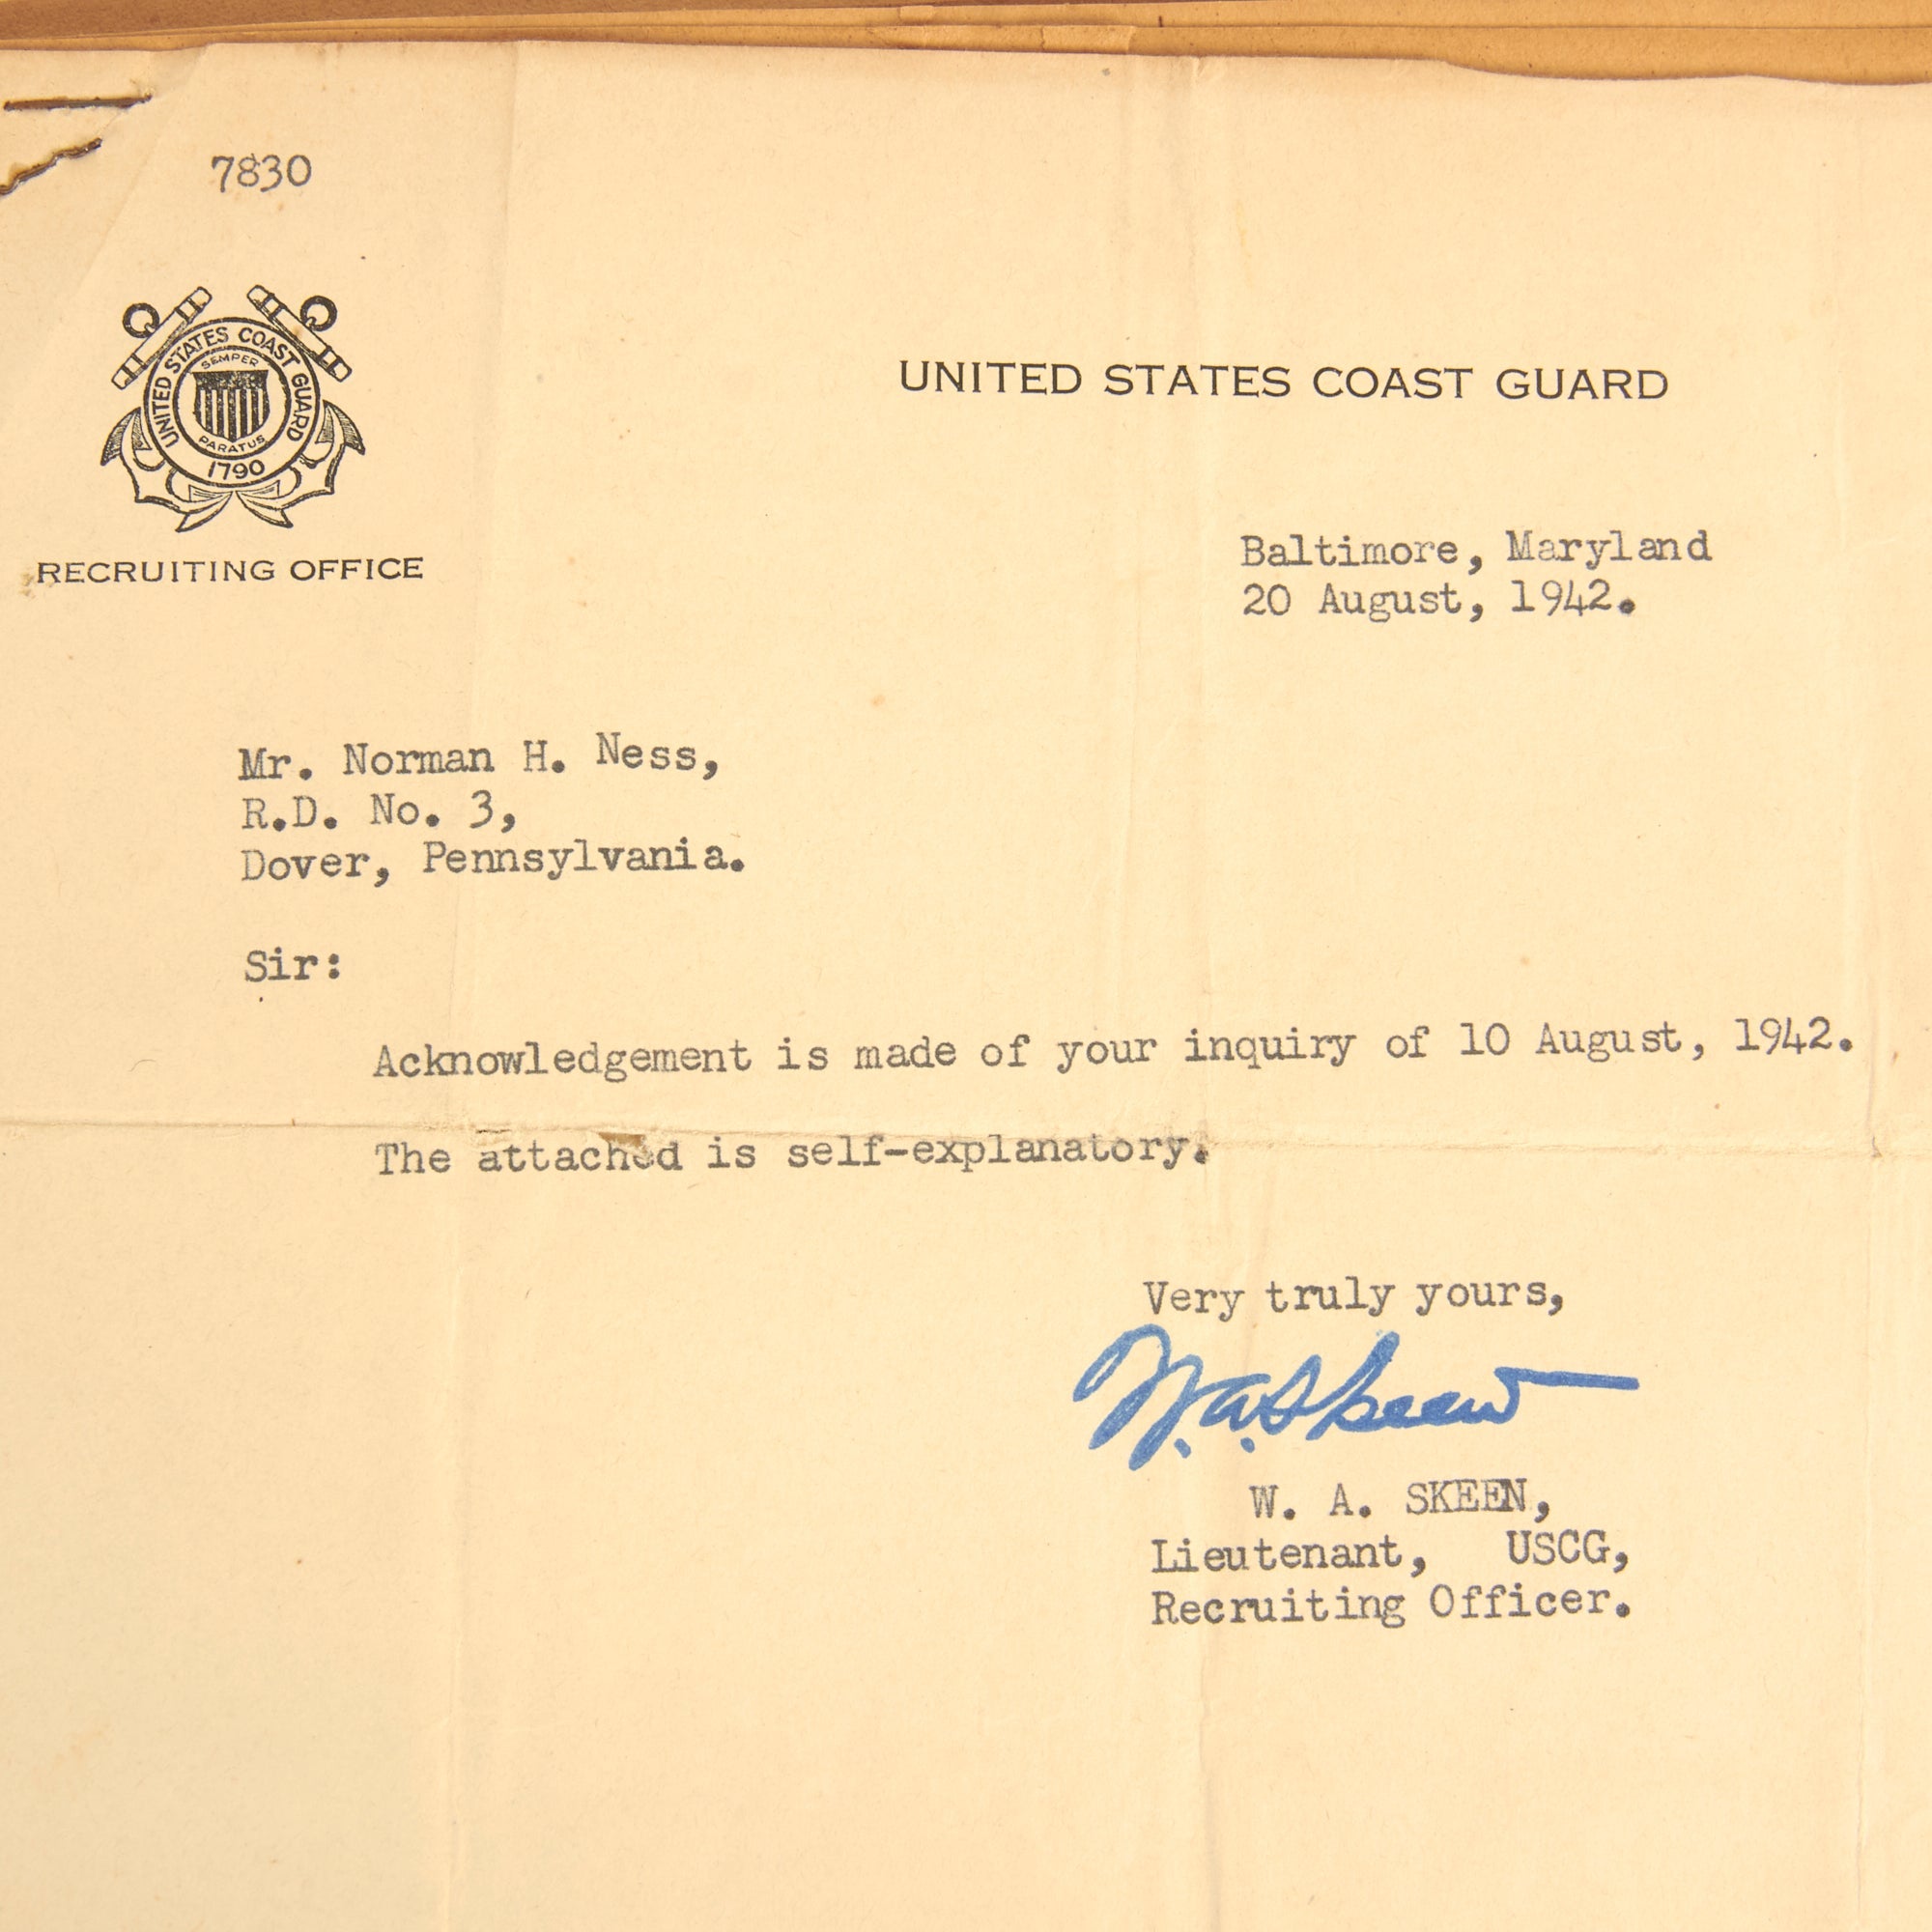 7830
UNITED STATES COAST GUARD
SEMPER
PARATUS
1790
RECRUITING OFFICE
UNITED STATES COAST GUARD
Baltimore, Maryland
20 August, 1942.
Mr. Norman H. Ness,
R.D. No. 3,
Dover, Pennsylvania.
Sir:
Acknowledgement is made of your inquiry of 10 August, 1942.
The attached is self-explanatory.
Very truly yours,
W. A. Skeen
W. A. SKEEN,
Lieutenant, USCG,
Recruiting Officer.